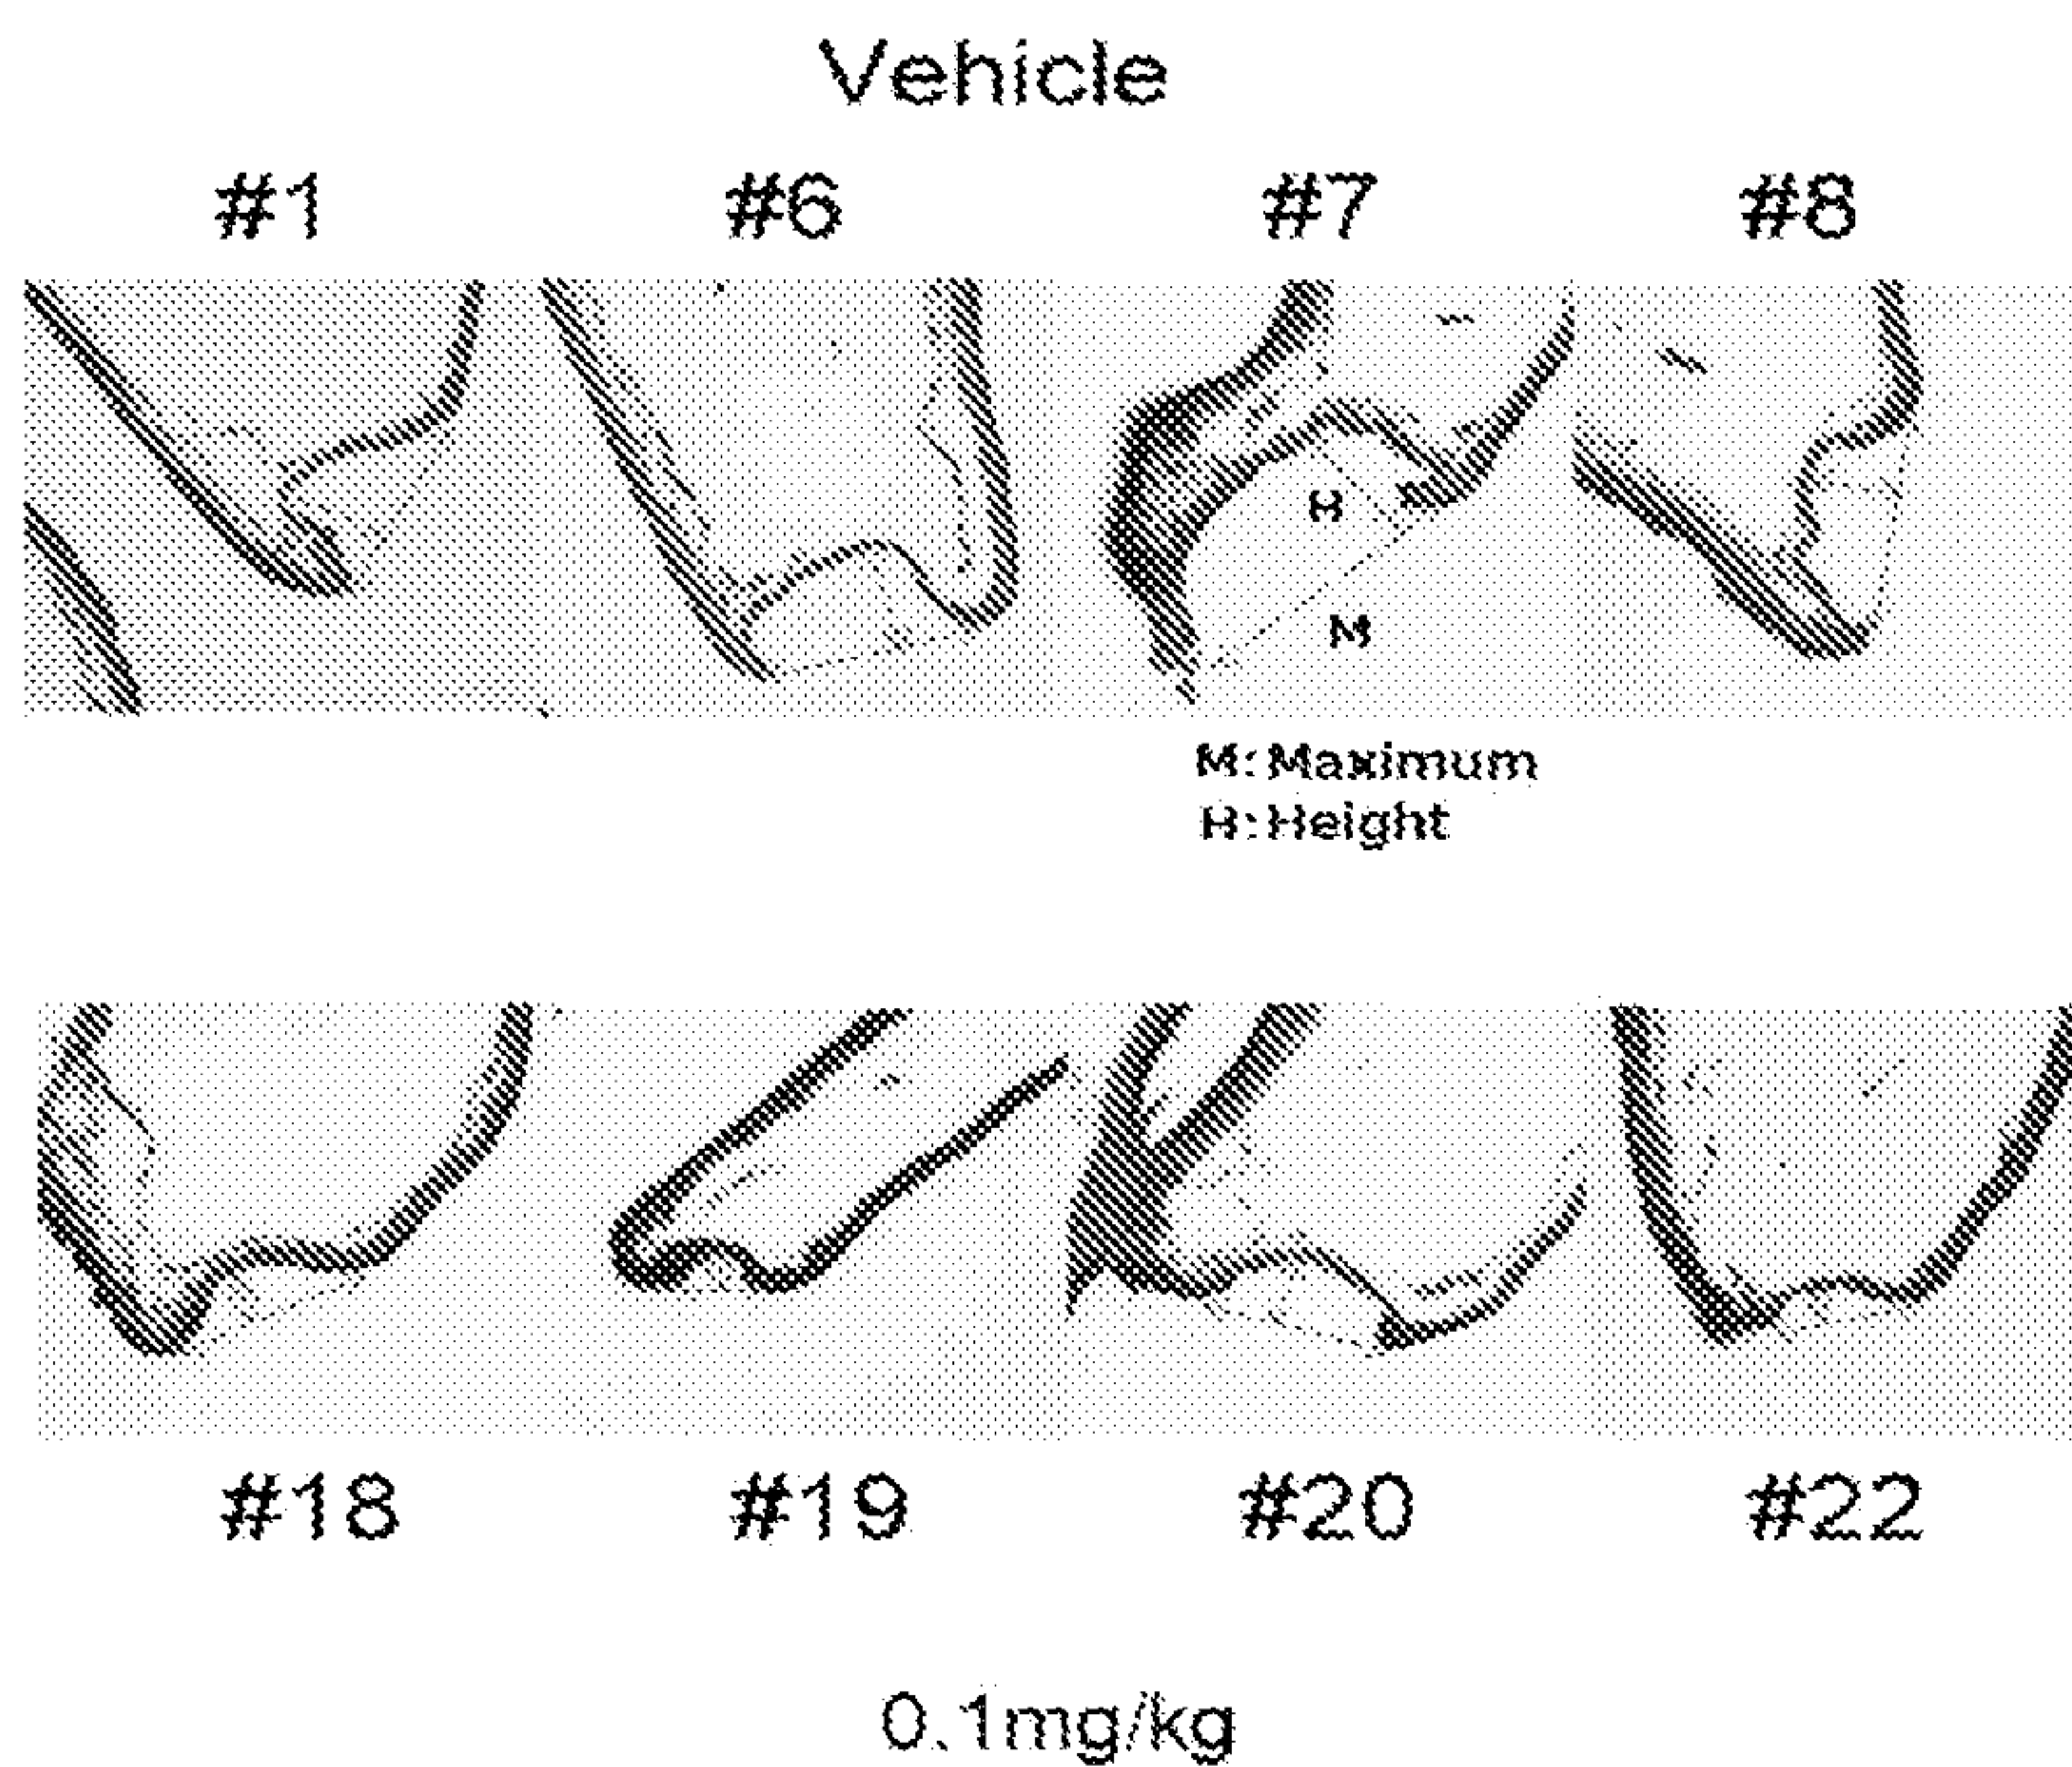 Vehicle
#1 #6 #7 #8
H
M
M:Maximum
H:Height
#18 #19 #20 #22
0.1mg/kg